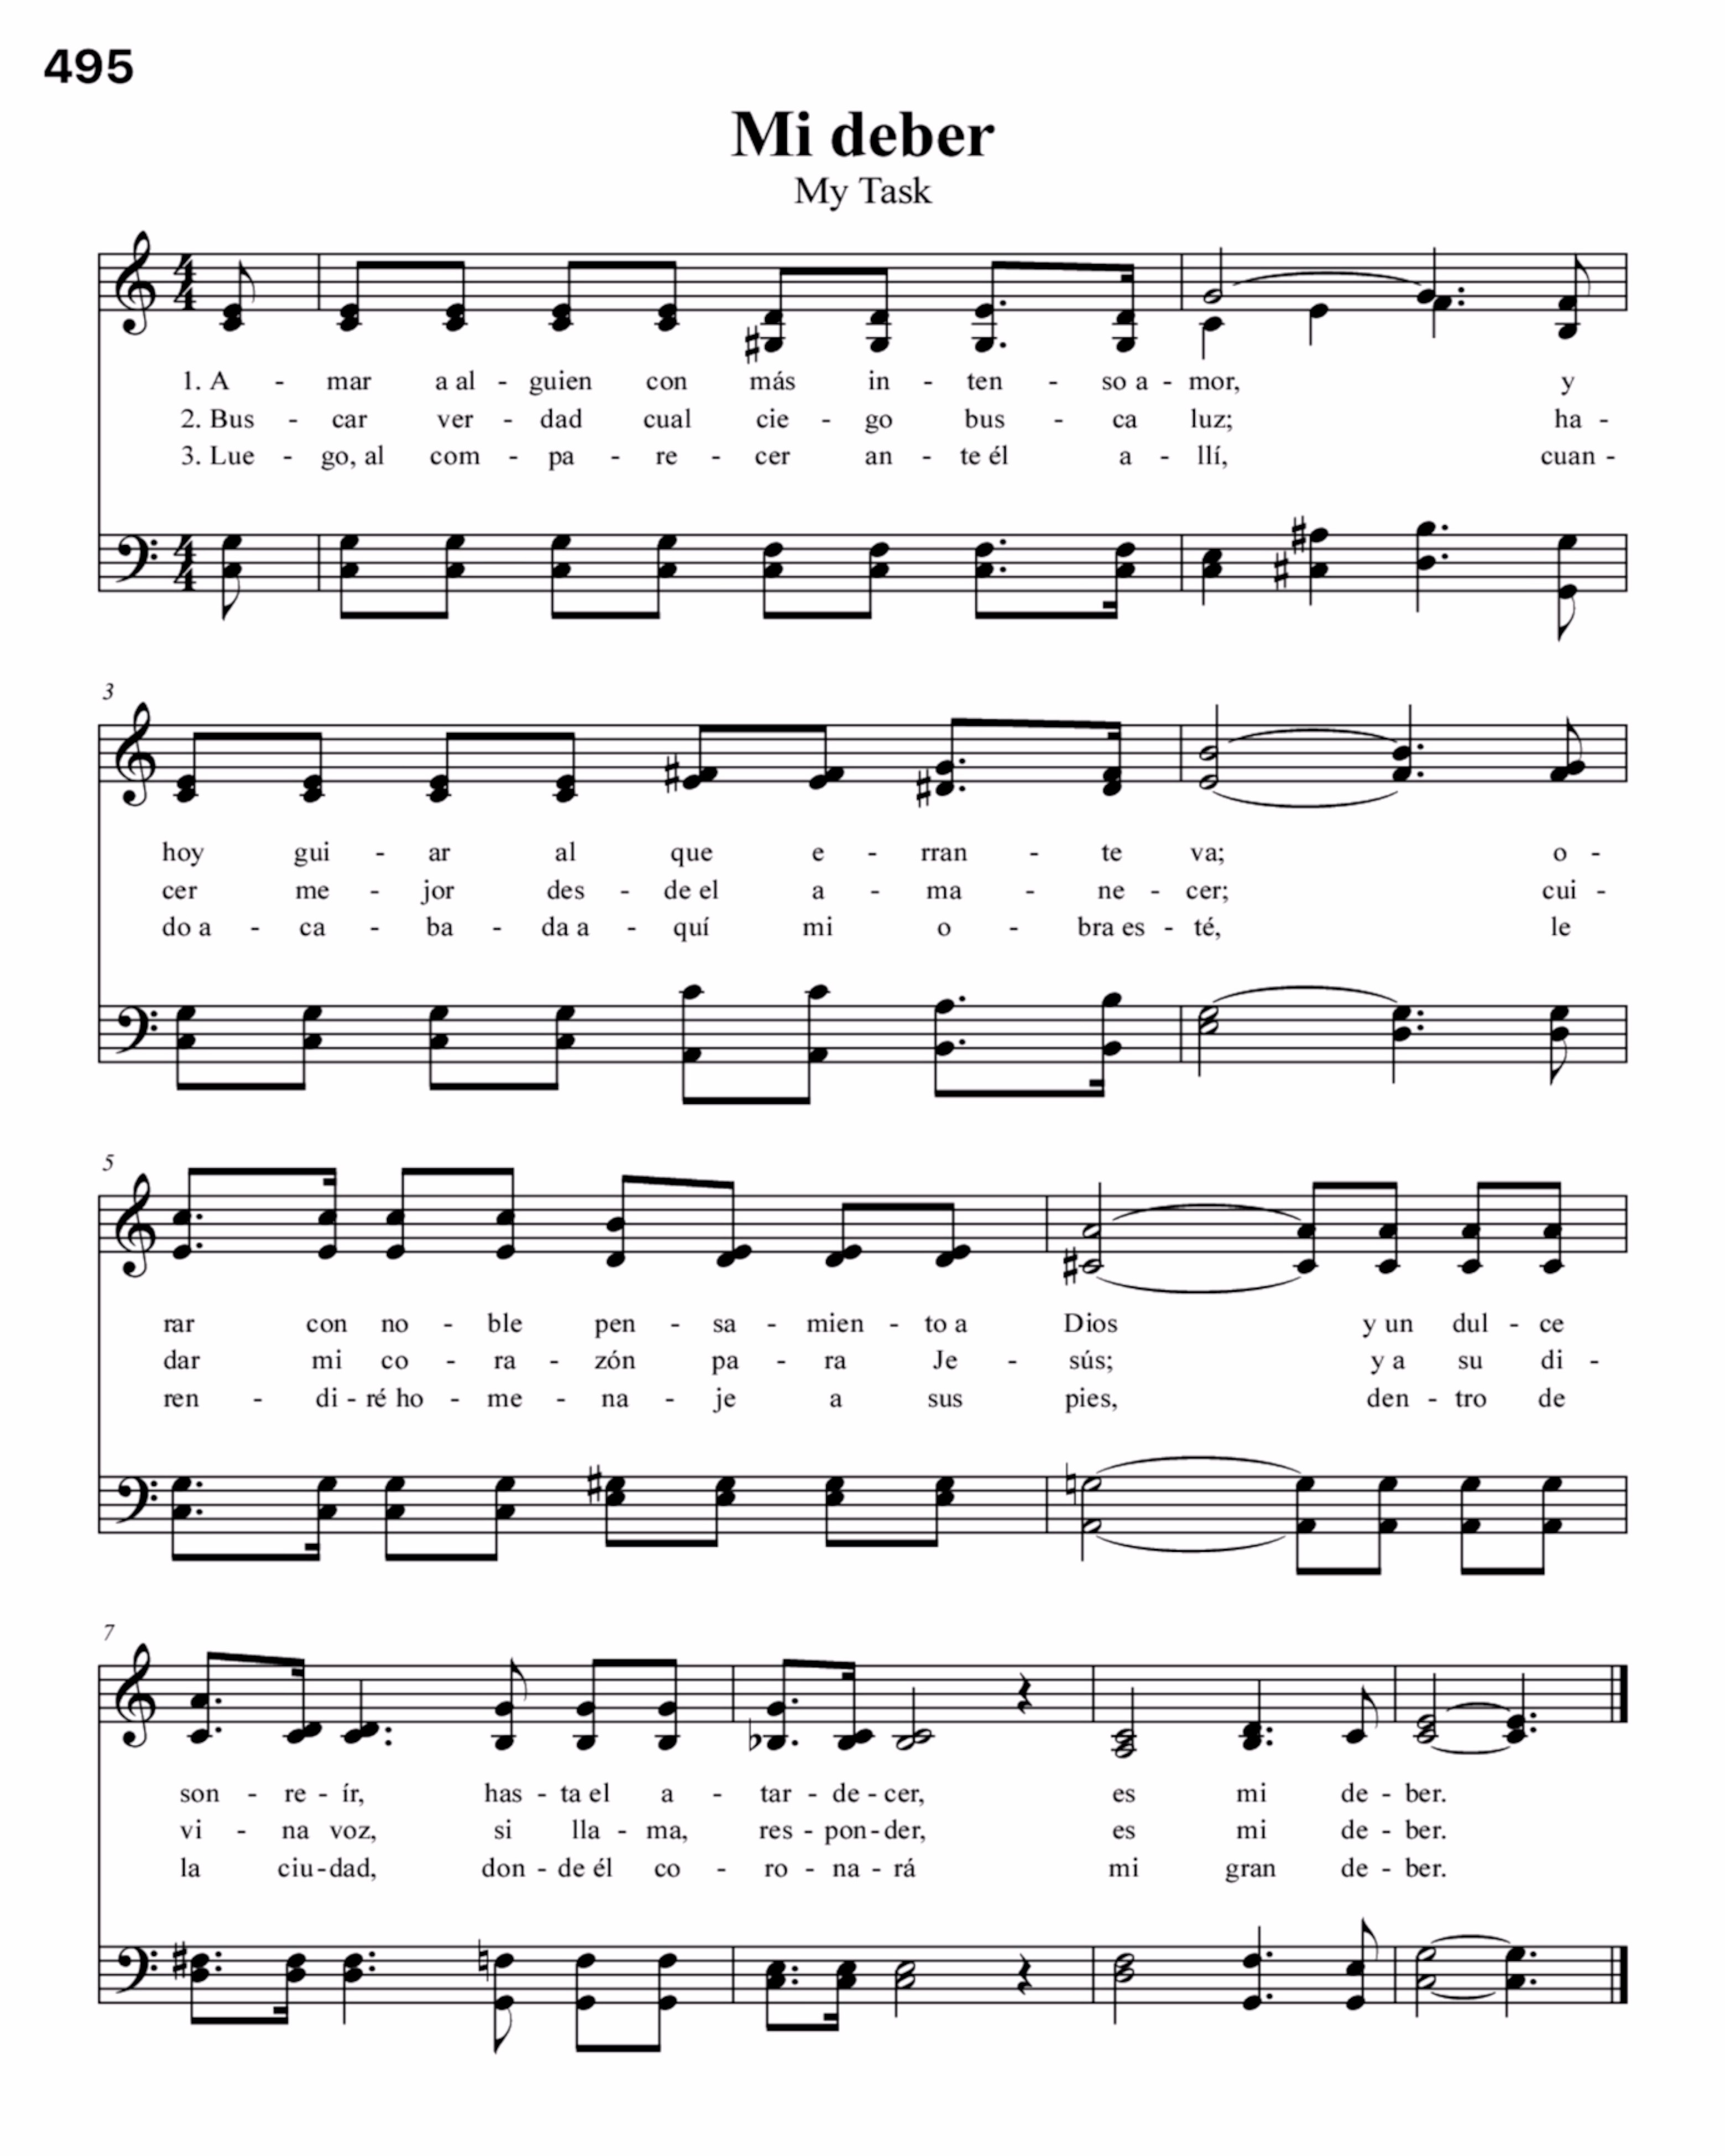 495
Mi deber
My Task
1. A - mar a al - guien con más in - ten - so a - mor, y
2. Bus - car ver - dad cual cie - go bus - ca luz; ha -
3. Lue - go, al com - pa - re - cer an - te él a - llí, cuan -
3
hoy gui - ar al que e - rran - te va; o -
cer me - jor des - de el a - ma - ne - cer; cui -
do a - ca - ba - da a - quí mi o - bra es - té, le
5
rar con no - ble pen - sa - mien - to a Dios y un dul - ce
dar mi co - ra - zón pa - ra Je - sús; y a su di -
ren - di - ré ho - me - na - je a sus pies, den - tro de
7
son - re - ír, has - ta el a - tar - de - cer, es mi de - ber.
vi - na voz, si lla - ma, res - pon - der, es mi de - ber.
la ciu - dad, don - de él co - ro - na - rá mi gran de - ber.